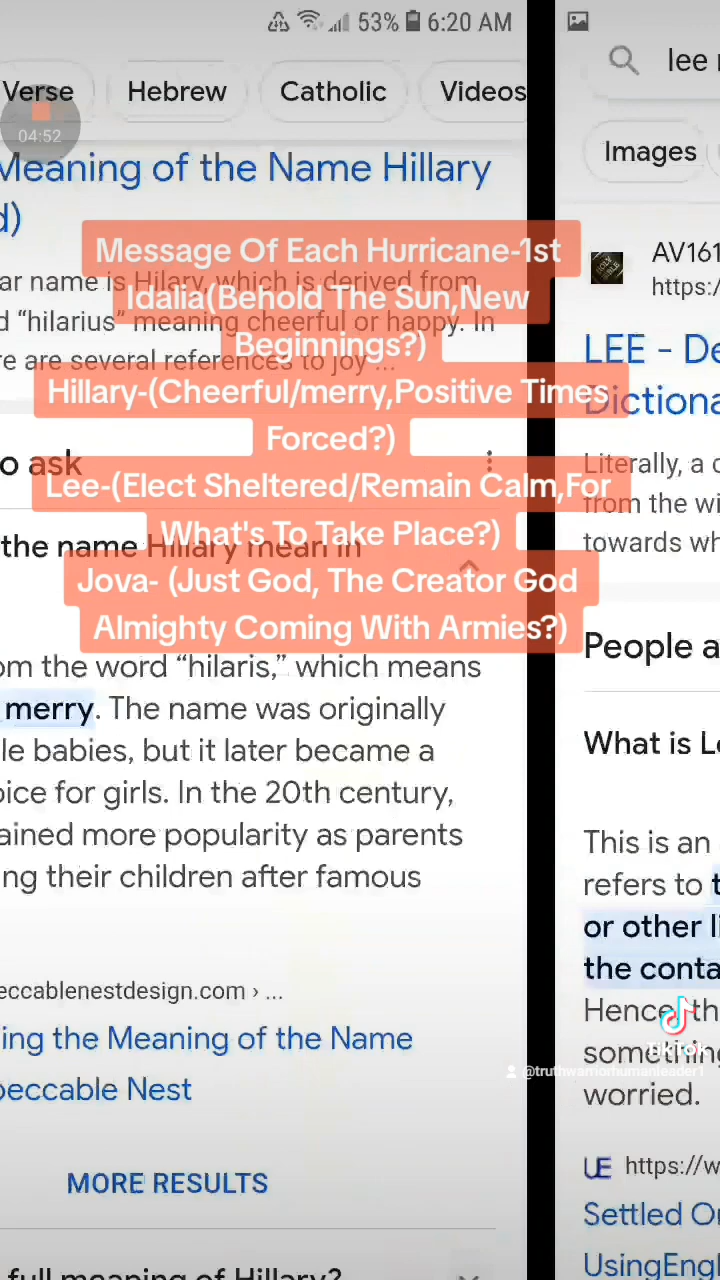 53% 6:20 AM
Verse Hebrew Catholic Videos
04:52
lee
Images
Meaning of the Name Hillary
d)
Message Of Each Hurricane-1st
Idalia(Behold The Sun,New
Beginnings?)
Hillary-(Cheerful/merry,Positive Times
Forced?)
Lee-(Elect Sheltered/Remain Calm,For
What's To Take Place?)
Jova- (Just God, The Creator God
Almighty Coming With Armies?)
ar name is Hilary, which is derived from
d “hilarius” meaning cheerful or happy. In
re are several references to joy ...
o ask
the name Hillary mean in
om the word “hilaris,” which means
merry. The name was originally
le babies, but it later became a
oice for girls. In the 20th century,
ained more popularity as parents
ng their children after famous
eccablenestdesign.com › ...
ing the Meaning of the Name
peccable Nest
MORE RESULTS
full meaning of Hillary?
AV161
https:/
LEE - De
Dictiona
Literally, a c
from the wi
towards wh
People a
What is Le
This is an
refers to t
or other li
the conta
Hence, th
something
worried.
TikTok
@truthwarriorhumanleader1
UE https://w
Settled Or
UsingEngl